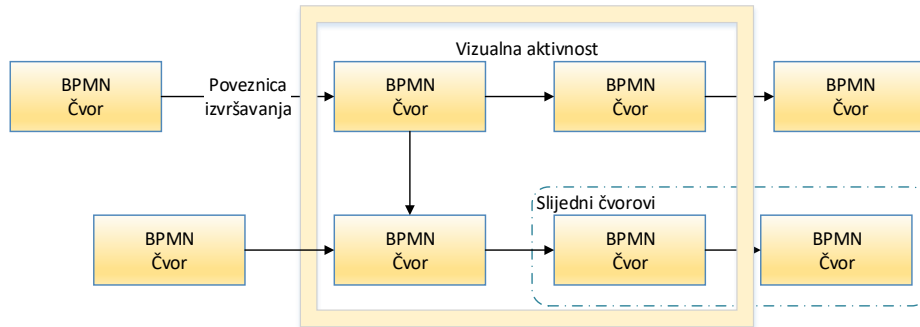 Vizualna aktivnost
BPMN
Čvor
Poveznica
izvršavanja
BPMN
Čvor
BPMN
Čvor
BPMN
Čvor
Slijedni čvorovi
BPMN
Čvor
BPMN
Čvor
BPMN
Čvor
BPMN
Čvor